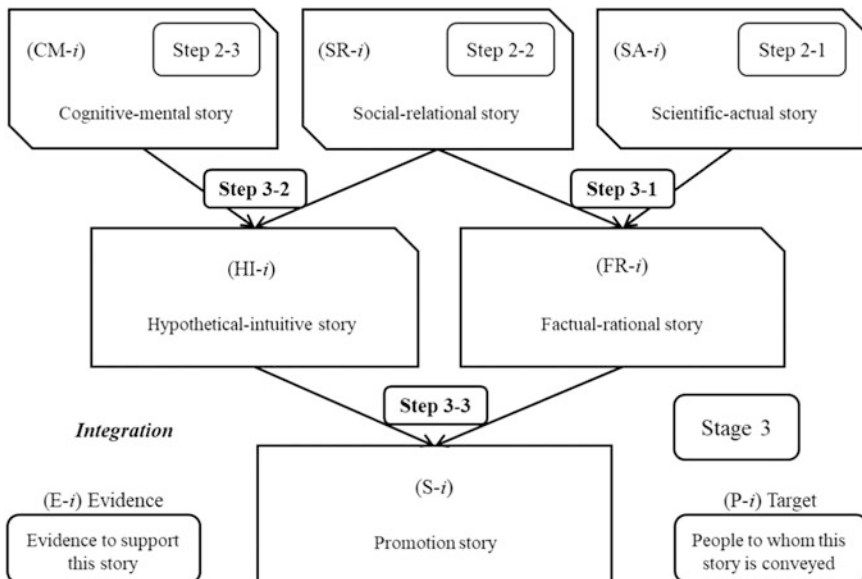 (CM-i) Step 2-3
Cognitive-mental story
(SR-i) Step 2-2
Social-relational story
(SA-i) Step 2-1
Scientific-actual story
Step 3-2
Step 3-1
(HI-i)
Hypothetical-intuitive story
(FR-i)
Factual-rational story
Step 3-3
Integration
Stage 3
(S-i)
Promotion story
(E-i) Evidence
Evidence to support
this story
(P-i) Target
People to whom this
story is conveyed